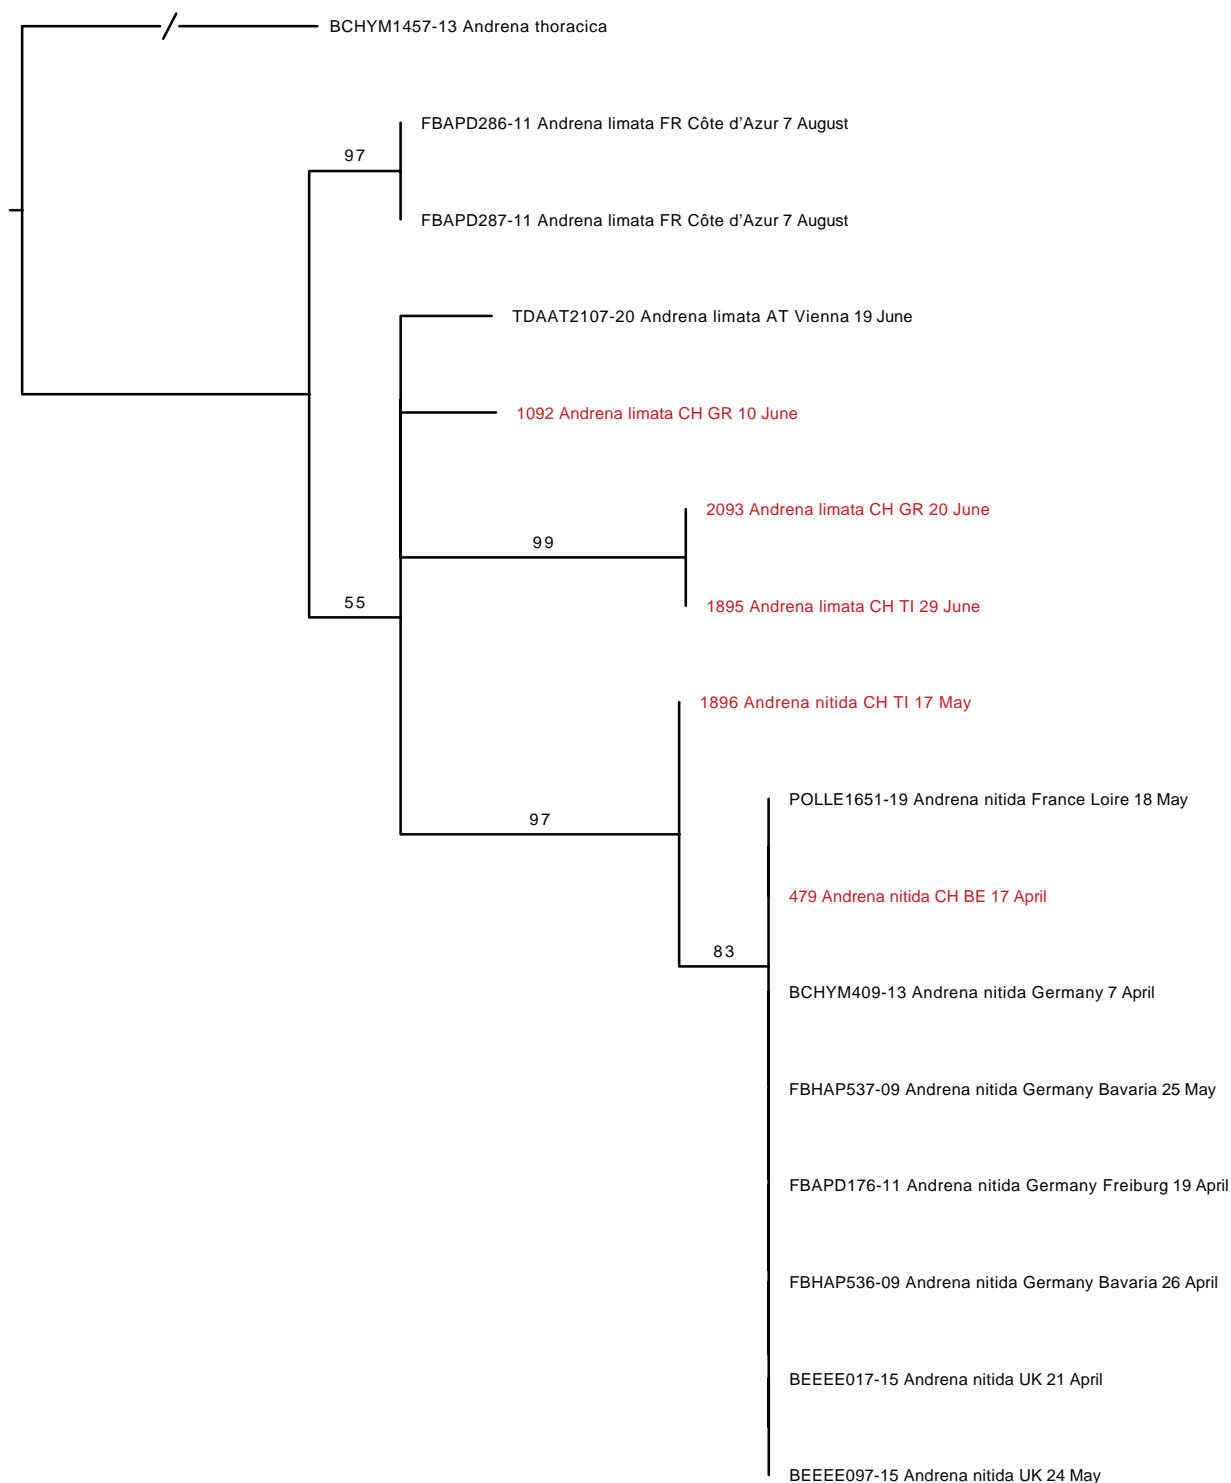 BCHYM1457-13 Andrena thoracica
FBAPD286-11 Andrena limata FR Côte d'Azur 7 August
97
FBAPD287-11 Andrena limata FR Côte d'Azur 7 August
TDAAT2107-20 Andrena limata AT Vienna 19 June
1092 Andrena limata CH GR 10 June
2093 Andrena limata CH GR 20 June
99
55
1895 Andrena limata CH TI 29 June
1896 Andrena nitida CH TI 17 May
POLLE1651-19 Andrena nitida France Loire 18 May
97
479 Andrena nitida CH BE 17 April
83
BCHYM409-13 Andrena nitida Germany 7 April
FBHAP537-09 Andrena nitida Germany Bavaria 25 May
FBAPD176-11 Andrena nitida Germany Freiburg 19 April
FBHAP536-09 Andrena nitida Germany Bavaria 26 April
BEEEE017-15 Andrena nitida UK 21 April
BEEEE097-15 Andrena nitida UK 24 May